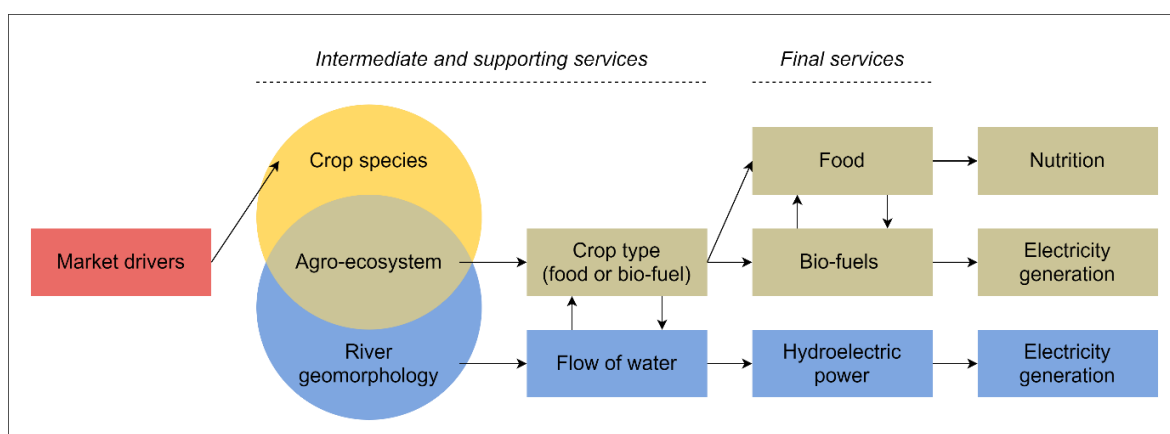 Intermediate and supporting services
Final services
Crop species
Food
Nutrition
Market drivers
Agro-ecosystem
Crop type
(food or bio-fuel)
Bio-fuels
Electricity
generation
River
geomorphology
Flow of water
Hydroelectric
power
Electricity
generation